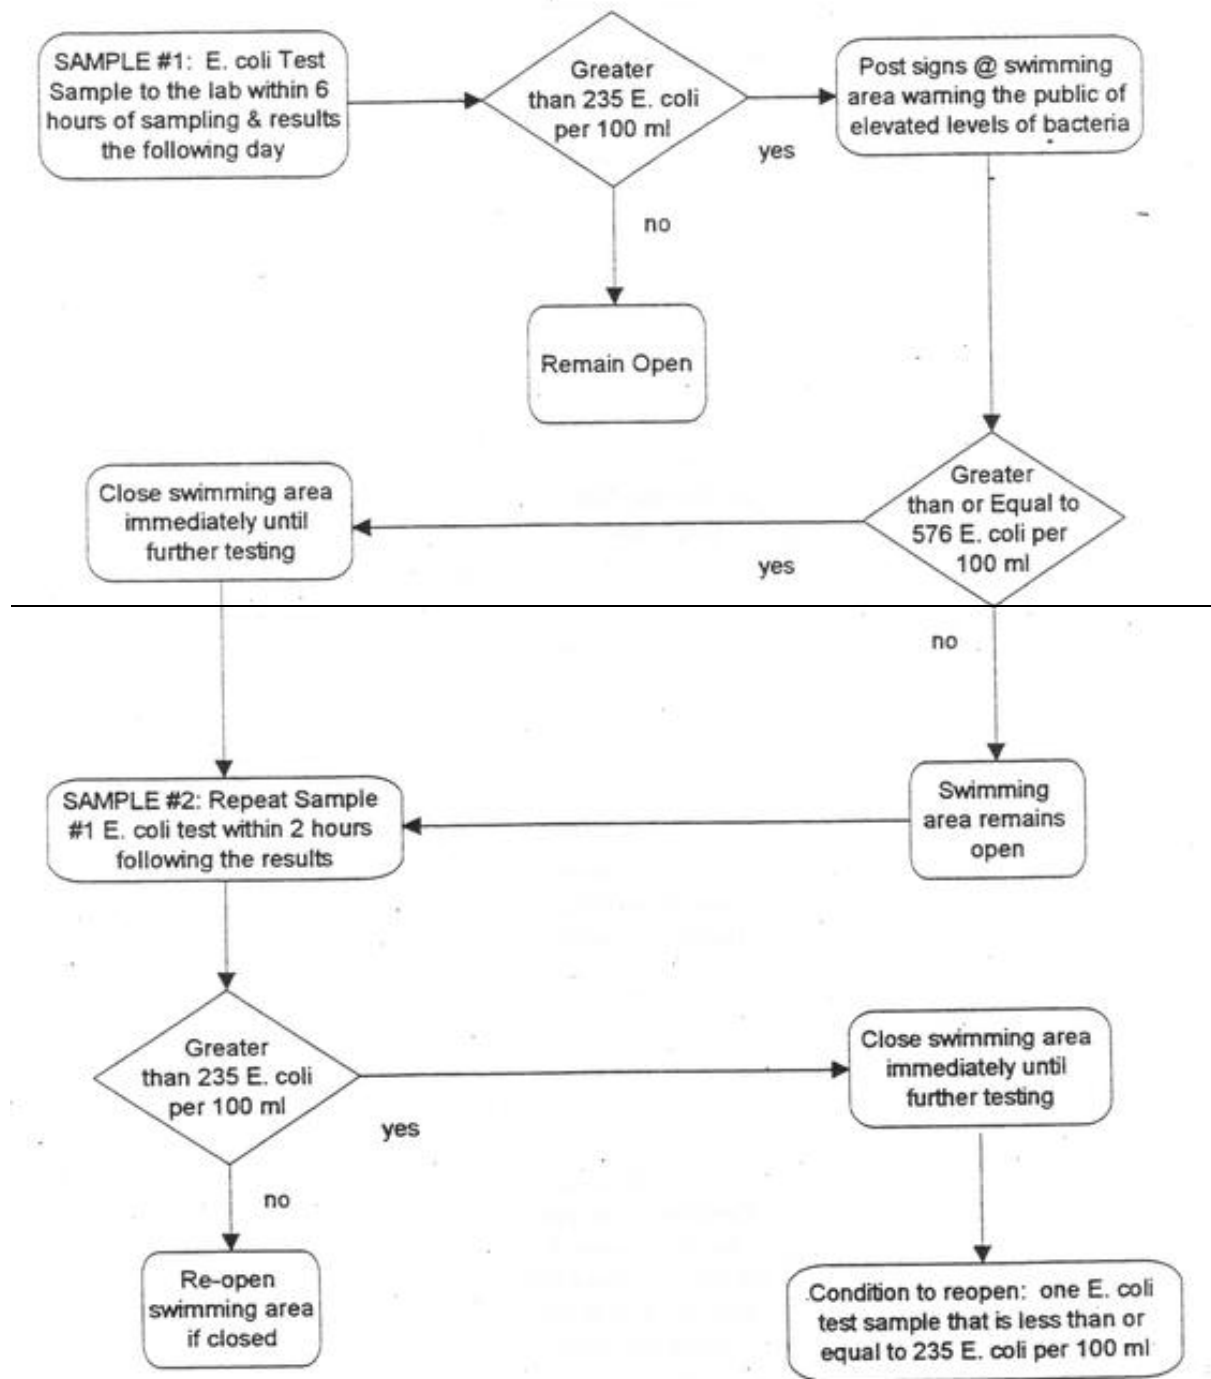 SAMPLE #1: E. coli Test
Sample to the lab within 6
hours of sampling & results
the following day
Greater
than 235 E. coli
per 100 ml
yes
Post signs @ swimming
area warning the public of
elevated levels of bacteria
no
Remain Open
Greater
than or Equal to
576 E. coli per
100 ml
yes
Close swimming area
immediately until
further testing
no
Swimming
area remains
open
SAMPLE #2: Repeat Sample
#1 E. coli test within 2 hours
following the results
Greater
than 235 E. coli
per 100 ml
yes
Close swimming area
immediately until
further testing
no
Re-open
swimming area
if closed
Condition to reopen: one E. coli
test sample that is less than or
equal to 235 E. coli per 100 ml